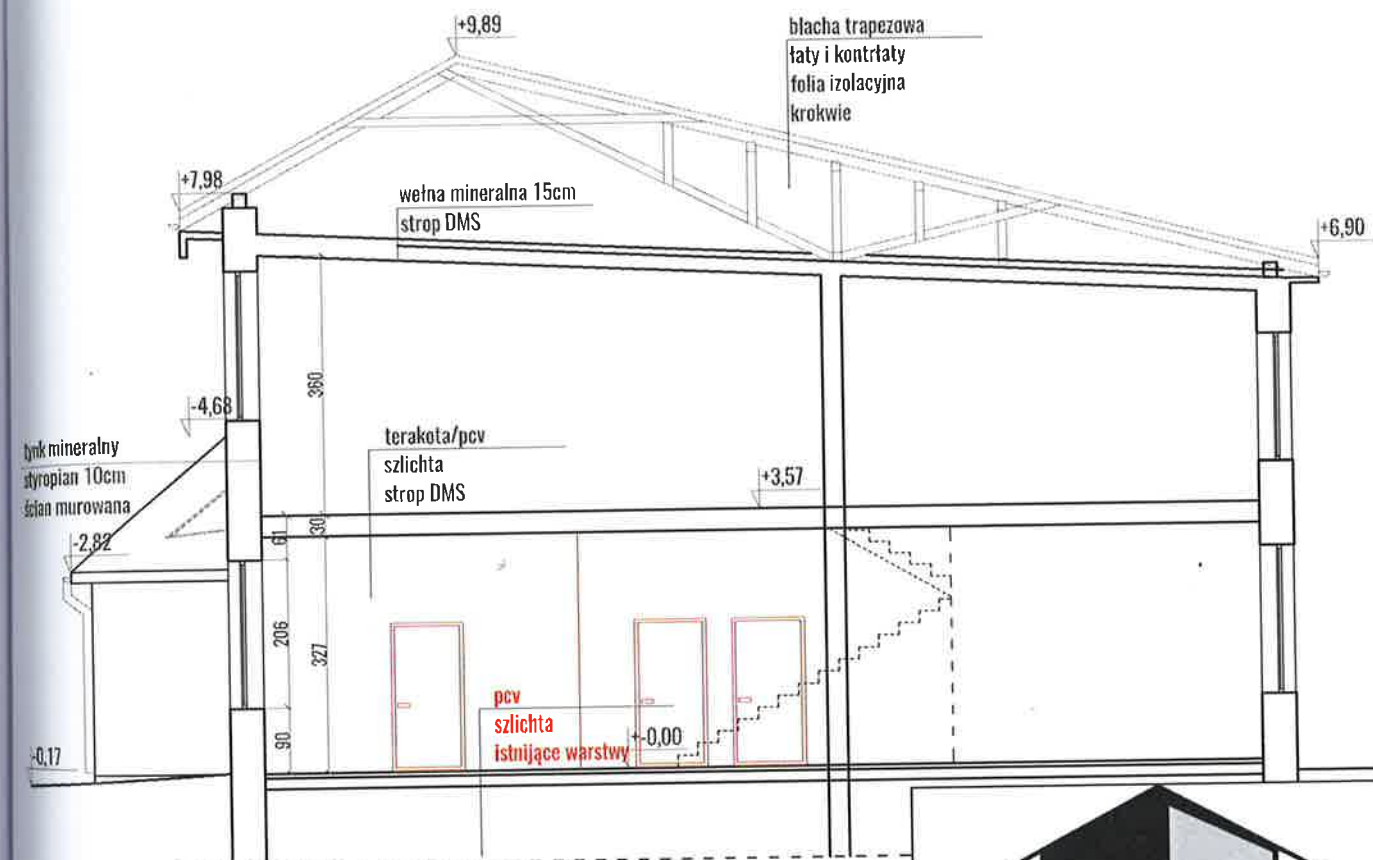 +9,89
blacha trapezowa
łaty i kontrłaty
folia izolacyjna
krokwie
+7,98
wełna mineralna 15cm
strop DMS
+6,90
360
-4,68
tynk mineralny
styropian 10cm
ścian murowana
terakota/pcv
szlichta
strop DMS
+3,57
61
30
-2,82
206
327
pcv
szlichta
istnijące warstwy
+-0,00
90
-0,17